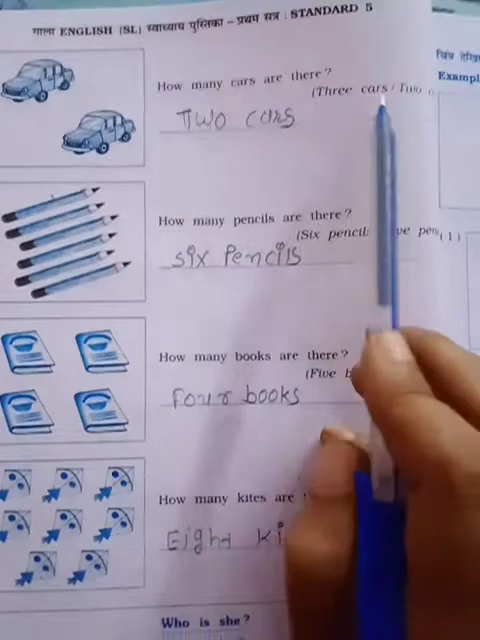 गाला ENGLISH (SL) स्वाध्याय पुस्तिका – प्रथम सत्र : STANDARD 5
How many cars are there?
(Three cars / Two
Two cars
How many pencils are there?
(Six pencil
Six Pencils
How many books are there?
(Five
Four books
How many kites are
Eight Ki
Who is she?
चित्र
Exampl
(1)